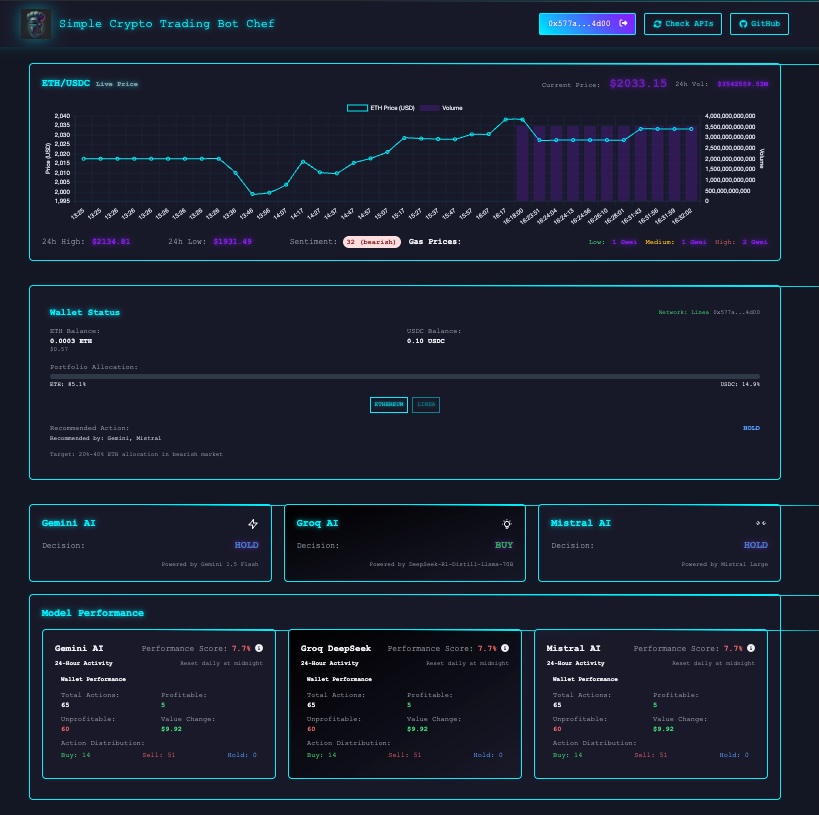 Simple Crypto Trading Bot Chef
0x577a...4d00
Check APIs
GitHub
ETH/USDC Live Price
Current Price: $2033.15 24h Vol: $3542559.53M
ETH Price (USD) Volume
Price (USD)
2,040
2,035
2,030
2,025
2,020
2,015
2,010
2,005
2,000
1,995
4,000,000,000,000
3,500,000,000,000
3,000,000,000,000
2,500,000,000,000
2,000,000,000,000
1,500,000,000,000
1,000,000,000,000
500,000,000,000
0
Volume
13:25 13:25 13:26 13:26 13:26 13:26 13:26 13:26 13:26 13:36 13:46 13:56 14:07 14:17 14:27 14:37 14:47 14:57 15:07 15:17 15:27 15:37 15:47 15:57 16:07 16:17 16:18:00 16:23:51 16:24:04 16:24:13 16:24:56 16:26:10 16:28:01 16:31:43 16:31:56 16:31:59 16:32:02
24h High: $2134.81 24h Low: $1931.49 Sentiment: 32 (bearish) Gas Prices: Low: 1 Gwei Medium: 1 Gwei High: 2 Gwei
Wallet Status
Network: Linea 0x577a...4d00
ETH Balance:
0.0003 ETH
$0.57
USDC Balance:
0.10 USDC
Portfolio Allocation:
ETH: 85.1% USDC: 14.9%
ETHEREUM LINEA
Recommended Action: HOLD
Recommended by: Gemini, Mistral
Target: 20%-40% ETH allocation in bearish market
Gemini AI
Decision: HOLD
Powered by Gemini 1.5 Flash
Groq AI
Decision: BUY
Powered by DeepSeek-R1-Distill-Llama-70B
Mistral AI
Decision: HOLD
Powered by Mistral Large
Model Performance
Gemini AI Performance Score: 7.7%
24-Hour Activity Reset daily at midnight
Wallet Performance
Total Actions: Profitable:
65 5
Unprofitable: Value Change:
60 $9.92
Action Distribution:
Buy: 14 Sell: 51 Hold: 0
Groq DeepSeek Performance Score: 7.7%
24-Hour Activity Reset daily at midnight
Wallet Performance
Total Actions: Profitable:
65 5
Unprofitable: Value Change:
60 $9.92
Action Distribution:
Buy: 14 Sell: 51 Hold: 0
Mistral AI Performance Score: 7.7%
24-Hour Activity Reset daily at midnight
Wallet Performance
Total Actions: Profitable:
65 5
Unprofitable: Value Change:
60 $9.92
Action Distribution:
Buy: 14 Sell: 51 Hold: 0